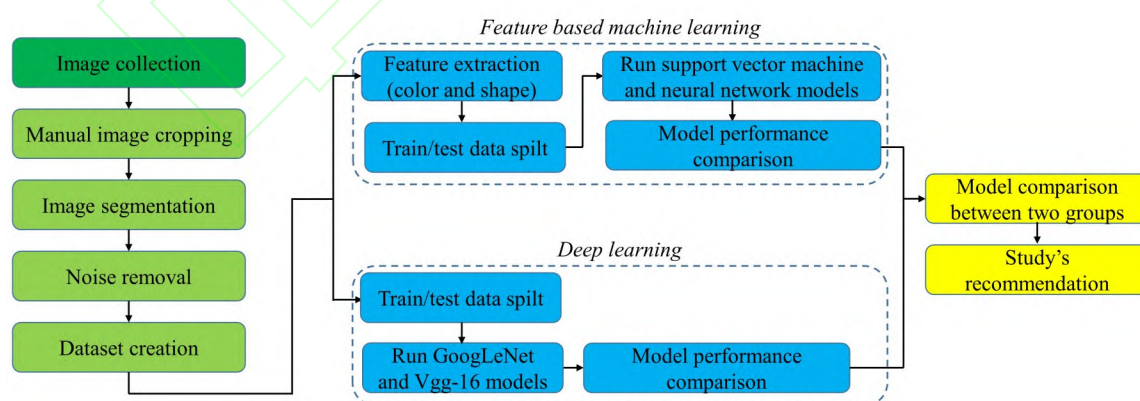 Image collection
Manual image cropping
Image segmentation
Noise removal
Dataset creation
Feature based machine learning
Feature extraction
(color and shape)
Train/test data spilt
Run support vector machine
and neural network models
Model performance
comparison
Deep learning
Train/test data spilt
Run GoogLeNet
and Vgg-16 models
Model performance
comparison
Model comparison
between two groups
Study's
recommendation